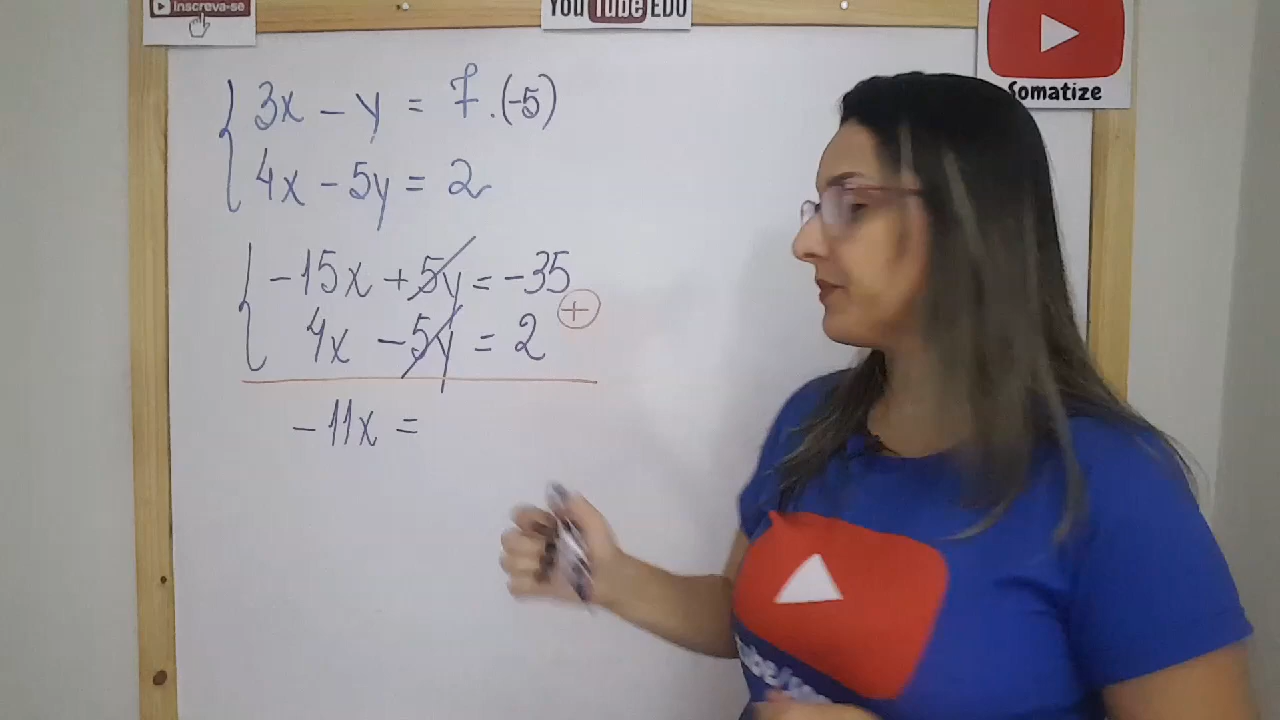 Inscreva-se
YouTube EDU
Somatize
3x - y = 7 .(-5)
4x - 5y = 2
-15x + 5y = -35
+
4x - 5y = 2
-11x =